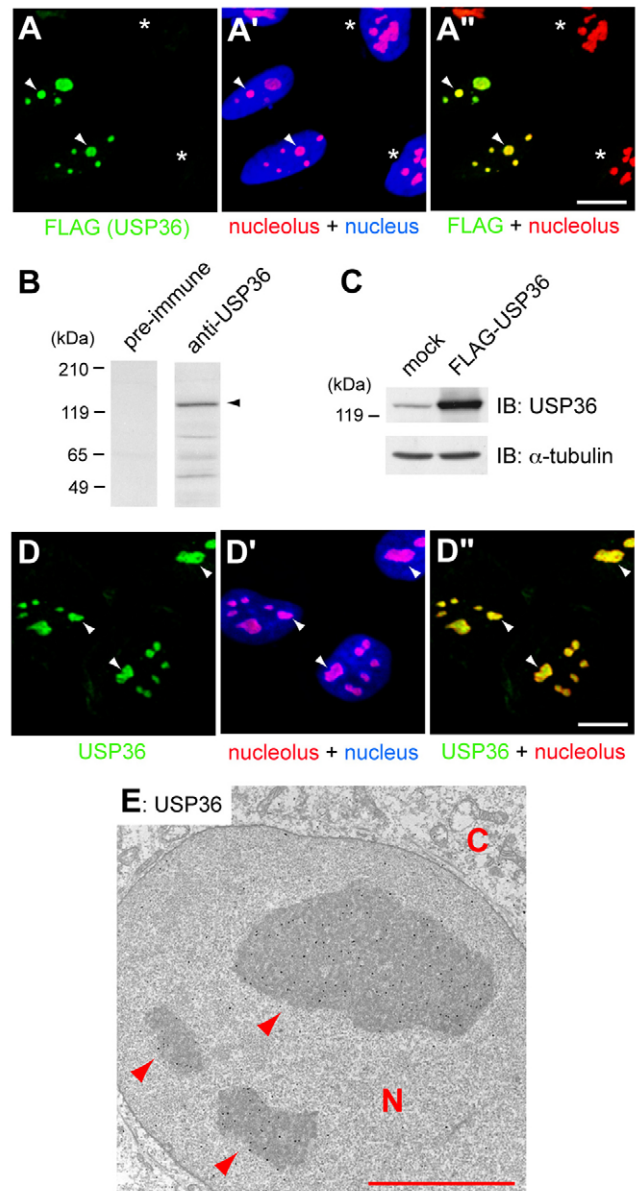 A
A'
A"
* * * * * *
FLAG (USP36)
nucleolus + nucleus
FLAG + nucleolus
B
C
pre-immune
anti-USP36
(kDa)
210
119
65
49
mock
FLAG-USP36
(kDa)
119
IB: USP36
IB: α-tubulin
D
D'
D"
USP36
nucleolus + nucleus
USP36 + nucleolus
E: USP36
C
N